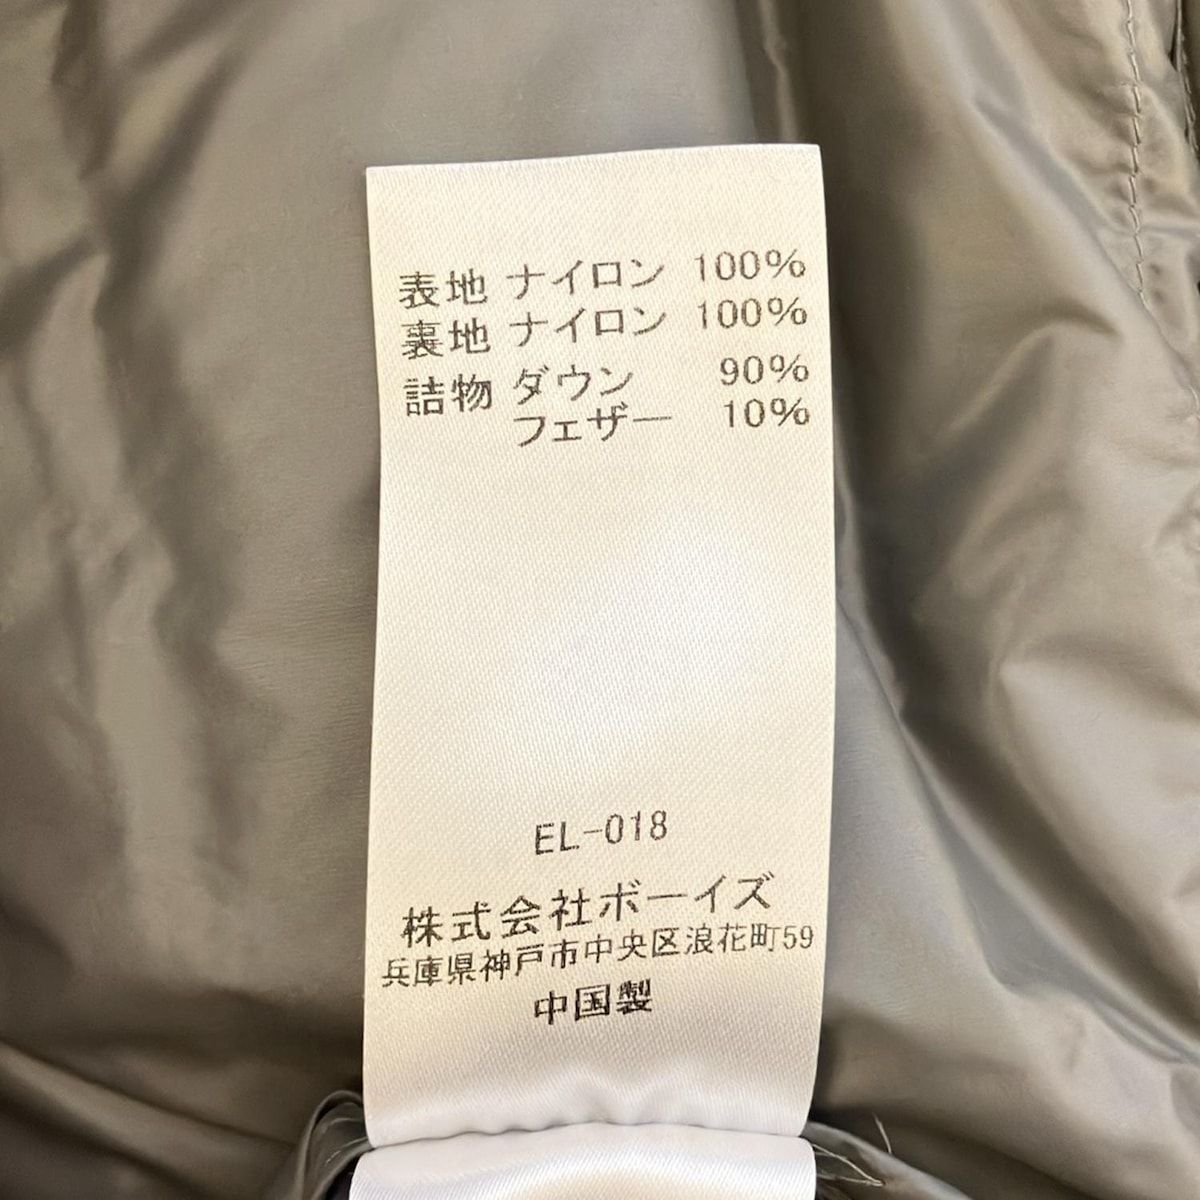 表地 ナイロン 100%
裏地 ナイロン 100%
詰物 ダウン 90%
フェザー 10%
EL-018
株式会社ボーイズ
兵庫県神戸市中央区浪花町59
中国製